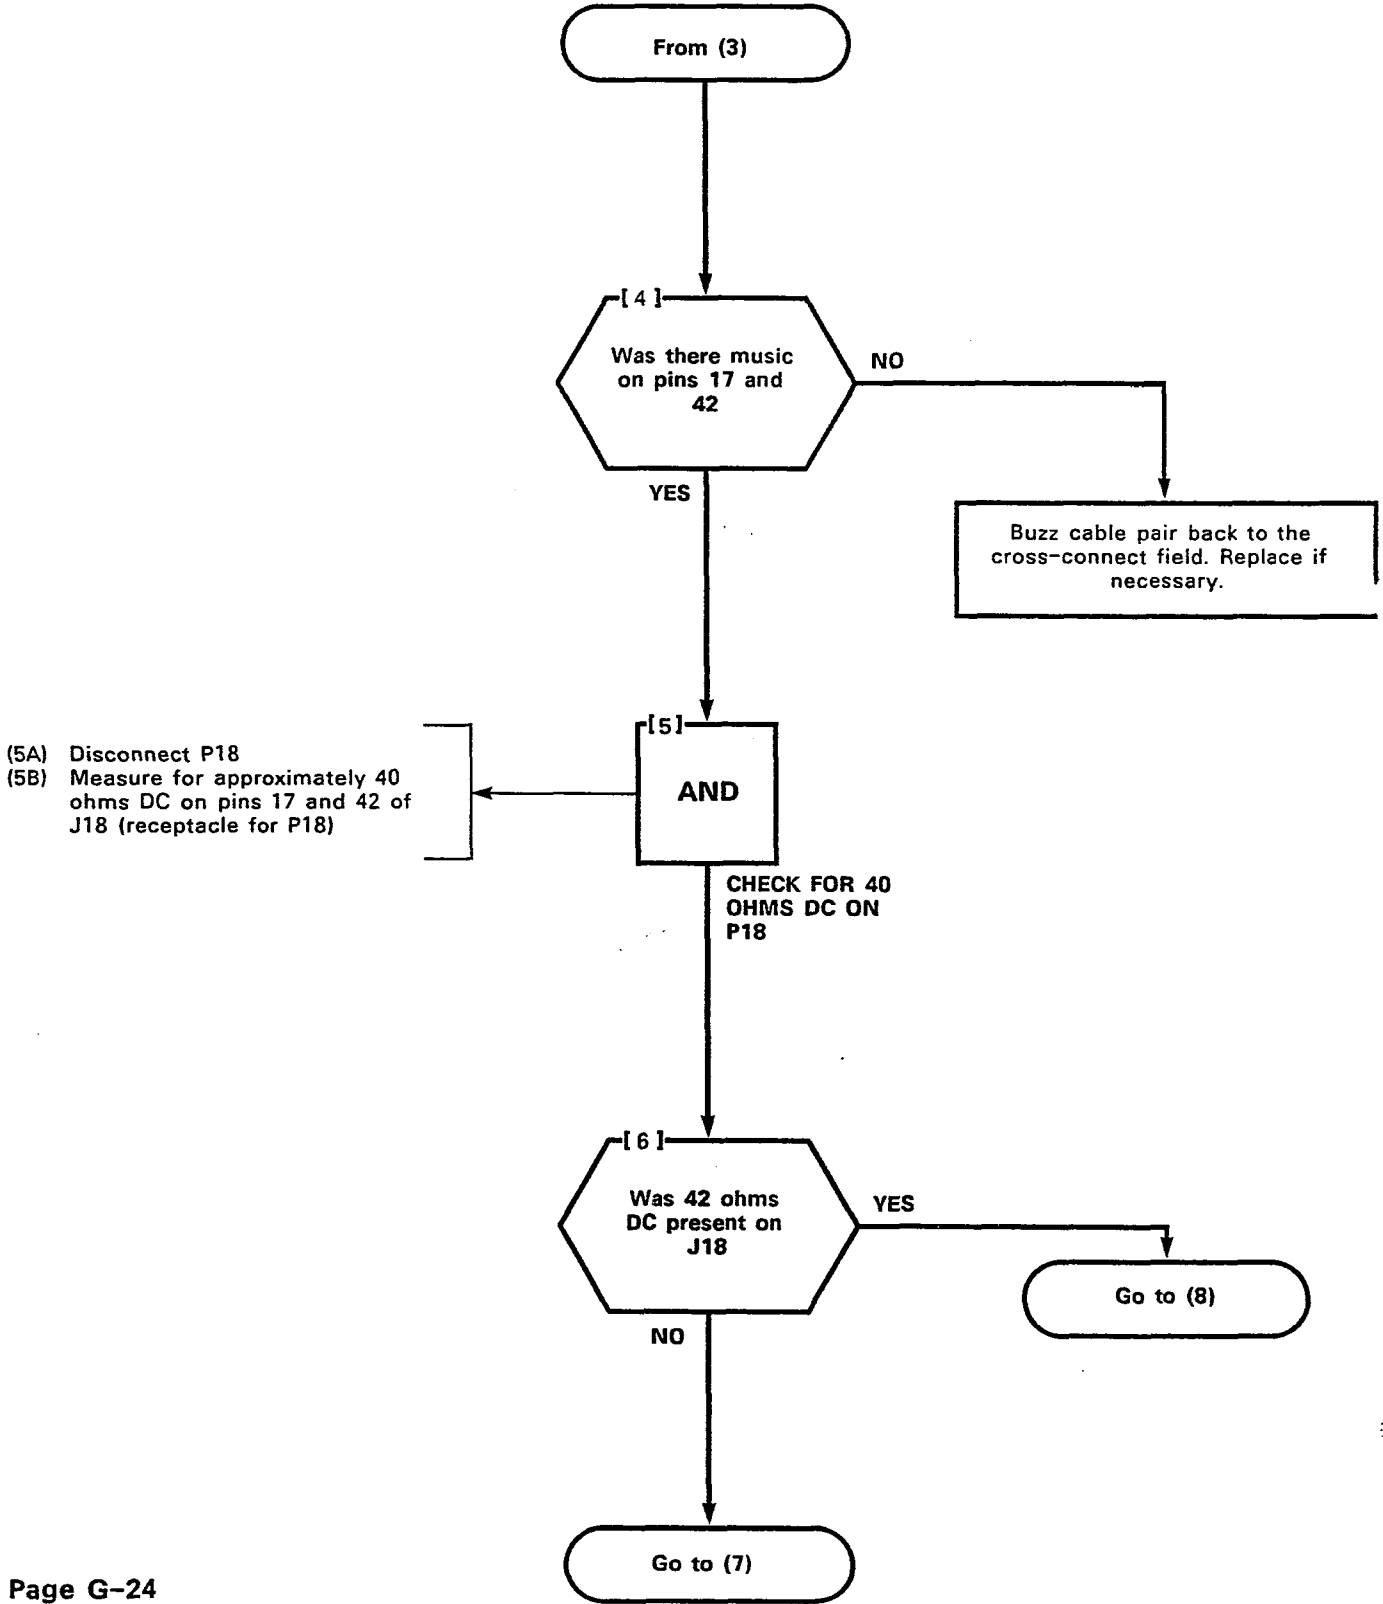 From (3)
[ 4 ]
Was there music
on pins 17 and
42
NO
YES
Buzz cable pair back to the
cross-connect field. Replace if
necessary.
[5]
AND
(5A) Disconnect P18
(5B) Measure for approximately 40
ohms DC on pins 17 and 42 of
J18 (receptacle for P18)
CHECK FOR 40
OHMS DC ON
P18
[ 6 ]
Was 42 ohms
DC present on
J18
YES
Go to (8)
NO
Go to (7)
Page G-24